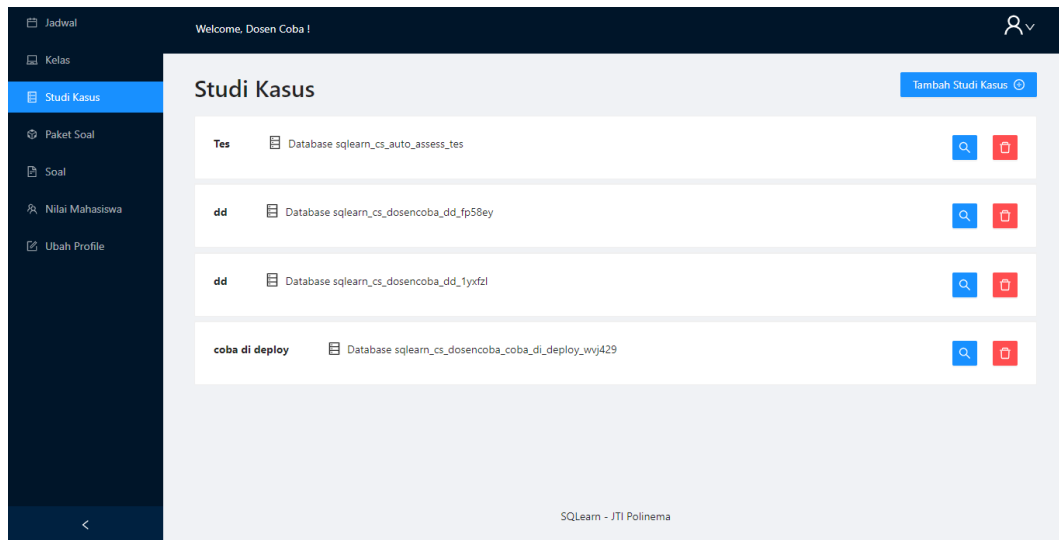 Jadwal
Welcome, Dosen Coba !
Kelas
Studi Kasus
Paket Soal
Soal
Nilai Mahasiswa
Ubah Profile
Studi Kasus
Tambah Studi Kasus
Tes Database sqlearn_cs_auto_assess_tes
dd Database sqlearn_cs_dosencoba_dd_fp58ey
dd Database sqlearn_cs_dosencoba_dd_1yxfzl
coba di deploy Database sqlearn_cs_dosencoba_coba_di_deploy_wvj429
SQLearn - JTI Polinema